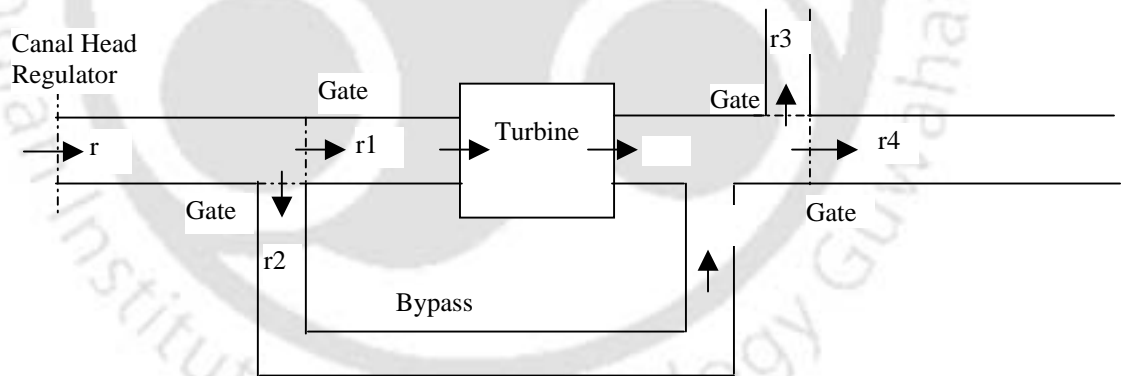 Canal Head
Regulator
r
Gate
r1
Turbine
r3
Gate
r4
Gate
r2
Gate
Bypass